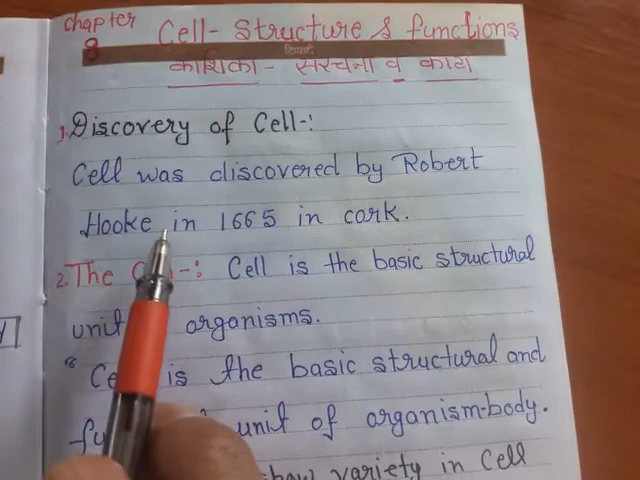 chapter
8
Cell- Structure & functions
टिप्पणी
कोशिका - संरचना व कार्य
1. Discovery of Cell-:
Cell was discovered by Robert
Hooke in 1665 in cork.
2. The -: Cell is the basic structural
unit organisms.
" is the basic structural and
unit of organism-body.
show variety in Cell